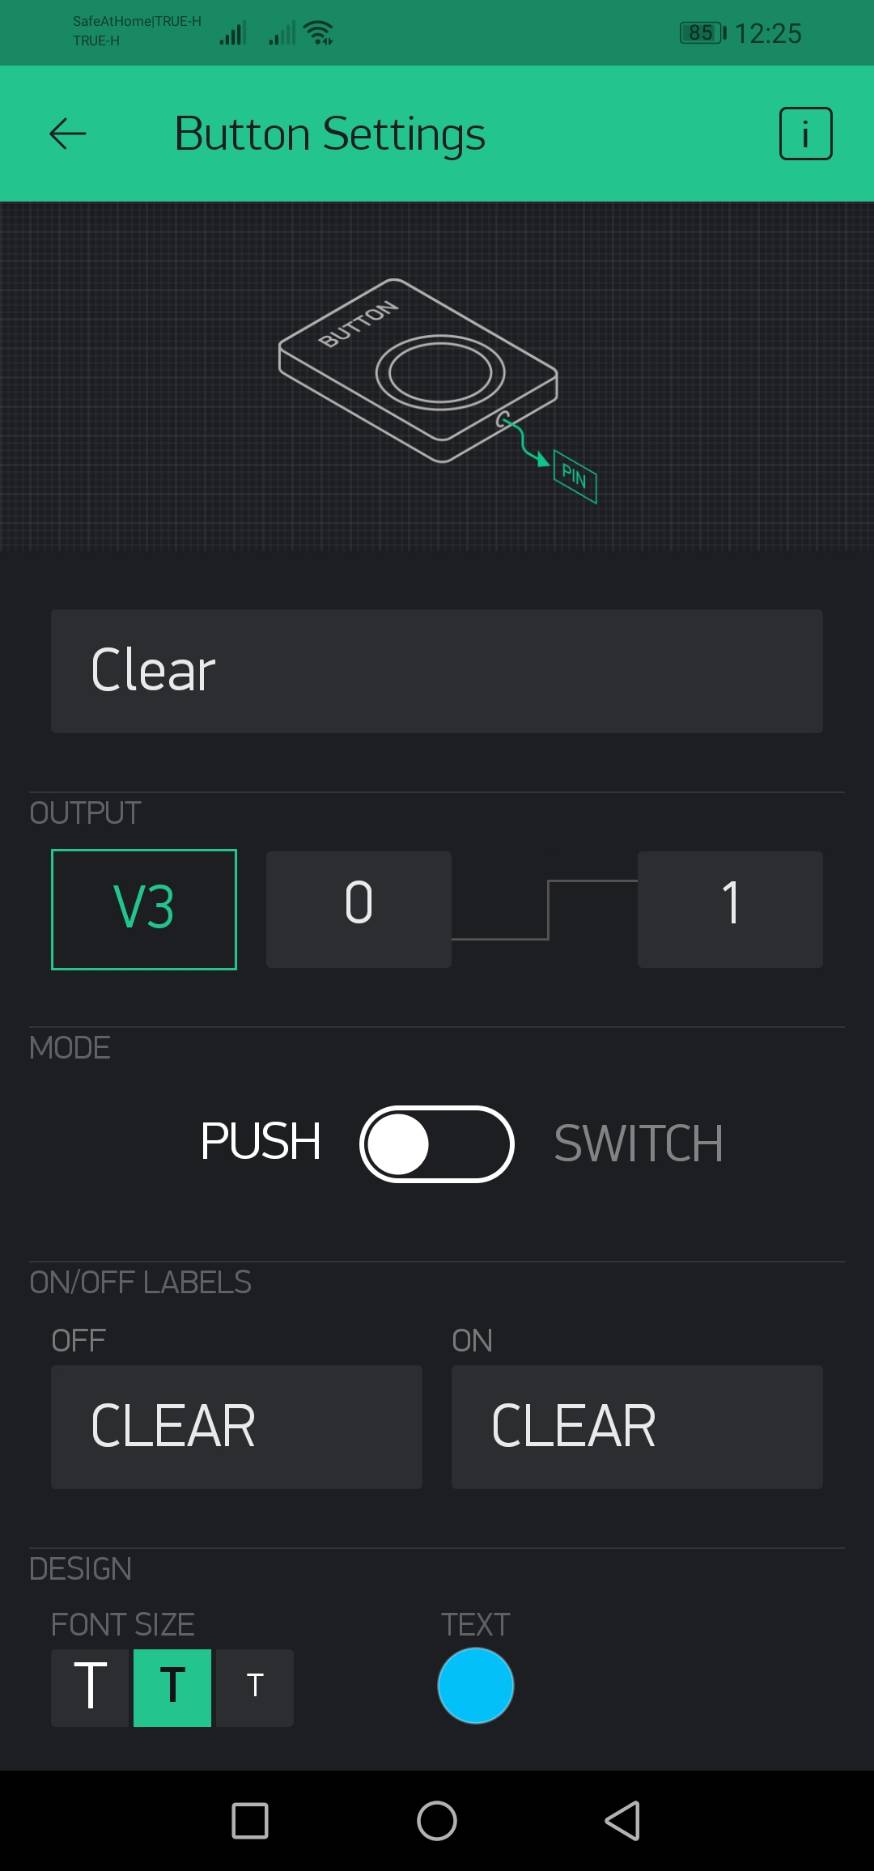 SafeAtHome|TRUE-H
TRUE-H
85 12:25
Button Settings i
BUTTON
PIN
Clear
OUTPUT
V3 0 1
MODE
PUSH SWITCH
ON/OFF LABELS
OFF ON
CLEAR CLEAR
DESIGN
FONT SIZE TEXT
T T T